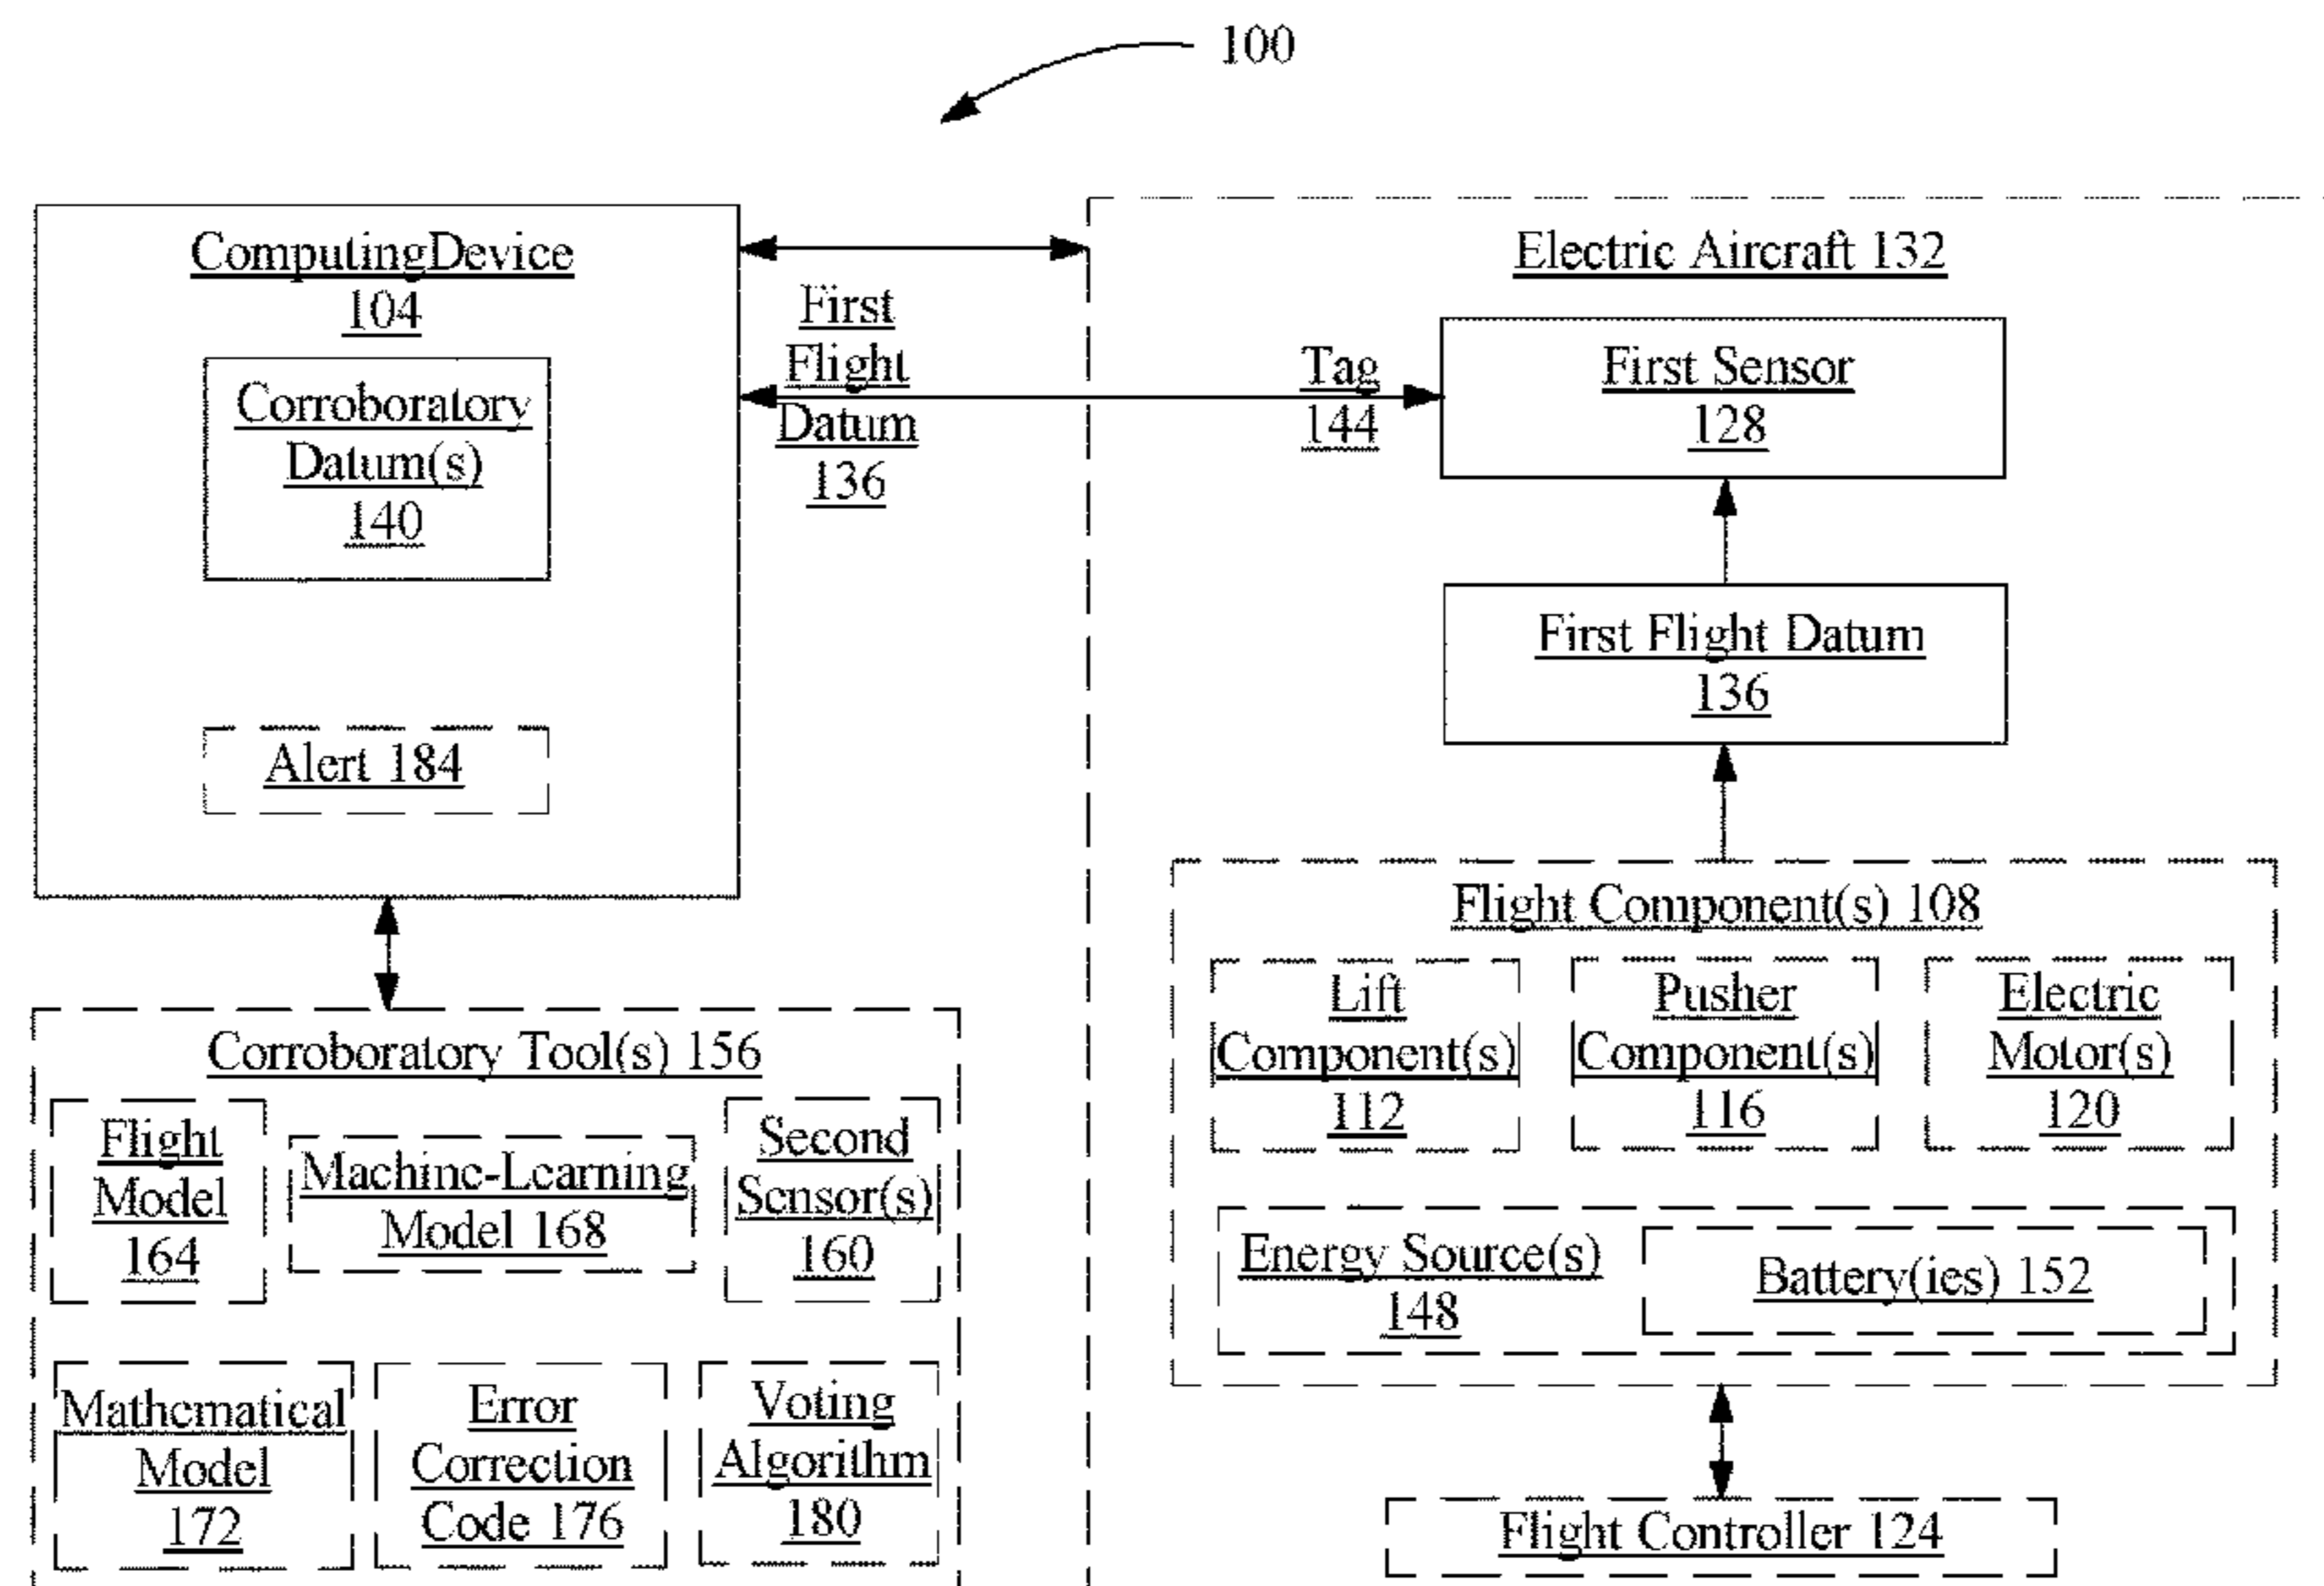 100
ComputingDevice
104
Corroboratory
Datum(s)
140
Alert 184
First
Flight
Datum
136
Electric Aircraft 132
Tag
144
First Sensor
128
First Flight Datum
136
Flight Component(s) 108
Lift
Component(s)
112
Pusher
Component(s)
116
Electric
Motor(s)
120
Energy Source(s)
148
Battery(ies) 152
Flight Controller 124
Corroboratory Tool(s) 156
Flight
Model
164
Machine-Learning
Model 168
Second
Sensor(s)
160
Mathematical
Model
172
Error
Correction
Code 176
Voting
Algorithm
180